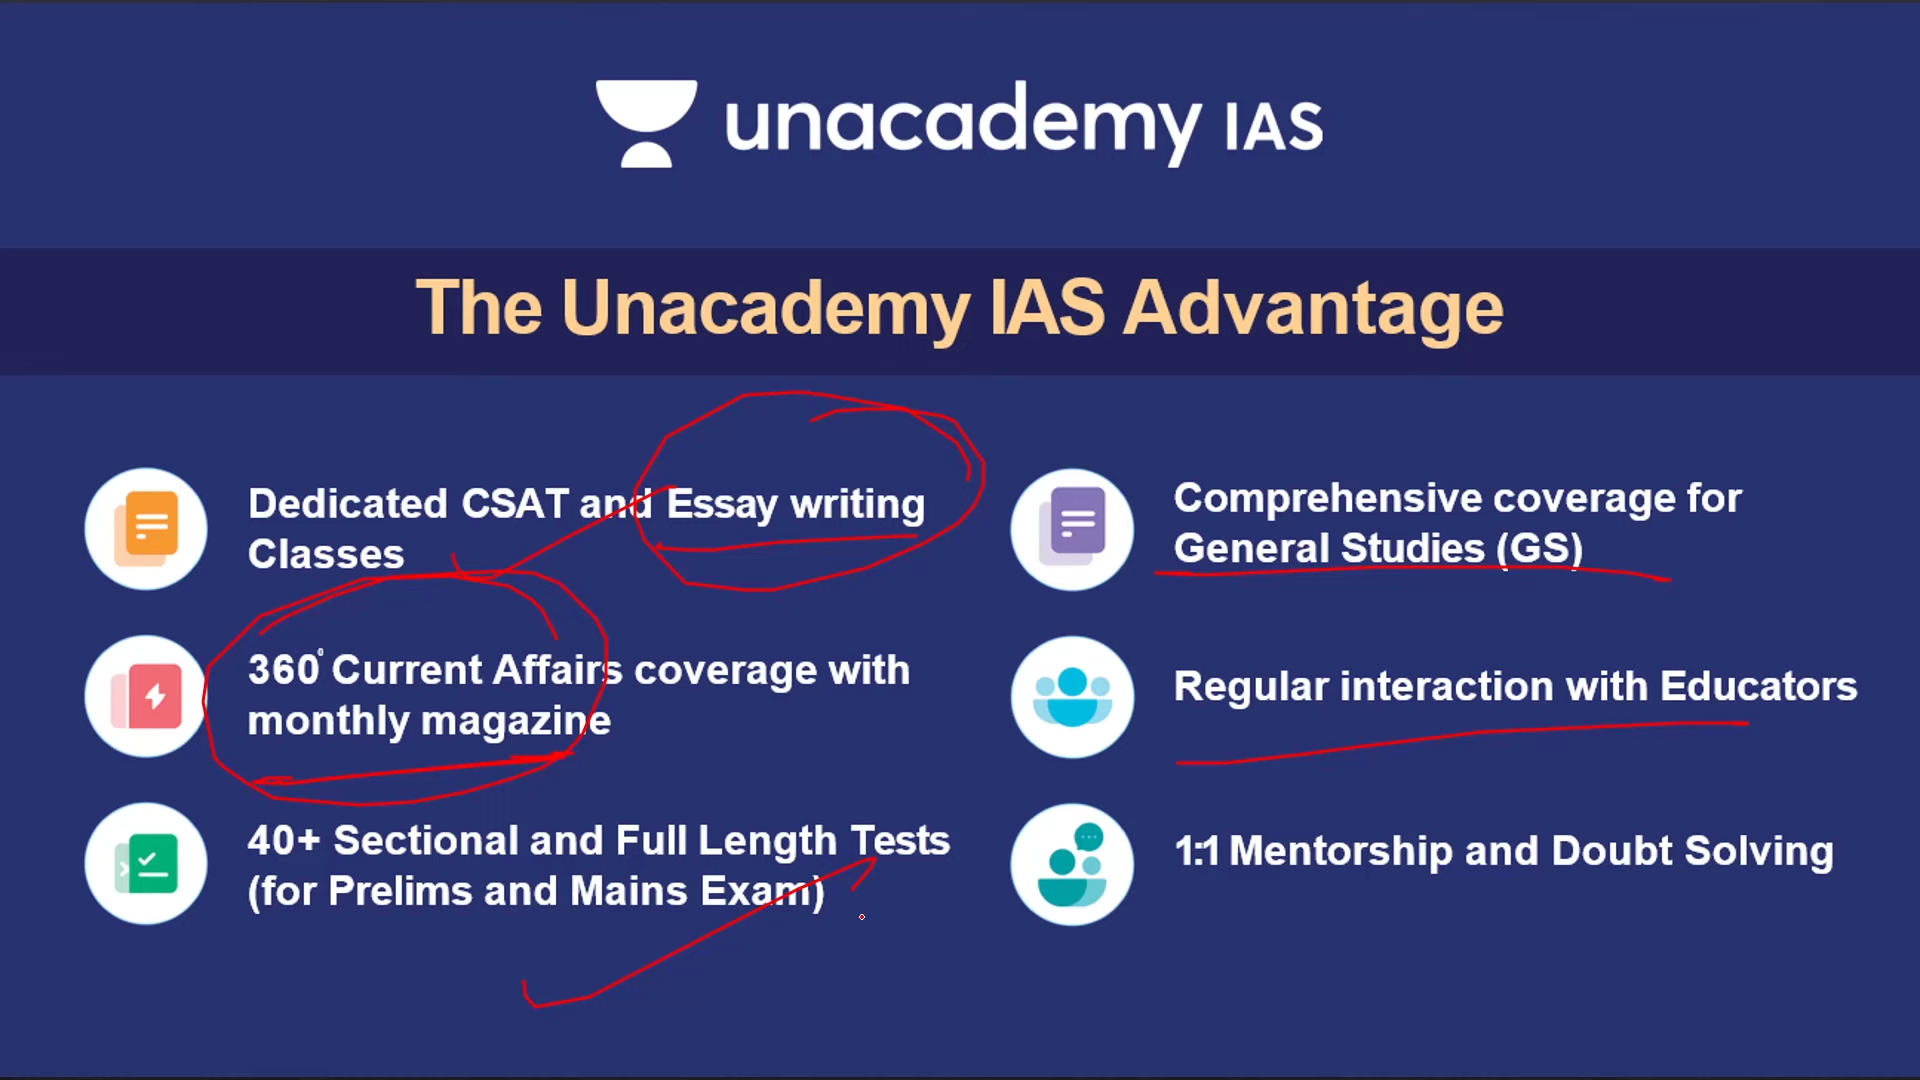 unacademy IAS
The Unacademy IAS Advantage
Dedicated CSAT and Essay writing
Classes
360° Current Affairs coverage with
monthly magazine
40+ Sectional and Full Length Tests
(for Prelims and Mains Exam)
Comprehensive coverage for
General Studies (GS)
Regular interaction with Educators
1:1 Mentorship and Doubt Solving